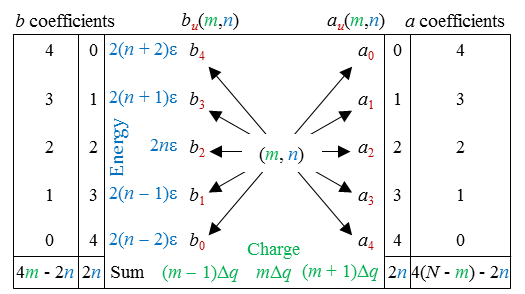 b coefficients b_u(m,n) a_u(m,n) a coefficients
4 0 2(n + 2)ε b_4 a_0 0 4
3 1 2(n + 1)ε b_3 a_1 1 3
2 2 2nε b_2 (m, n) a_2 2 2
1 3 2(n − 1)ε b_1 a_3 3 1
0 4 2(n − 2)ε b_0 a_4 4 0
Energy
Charge
4m - 2n 2n Sum (m − 1)Δq mΔq (m + 1)Δq 2n 4(N - m) - 2n